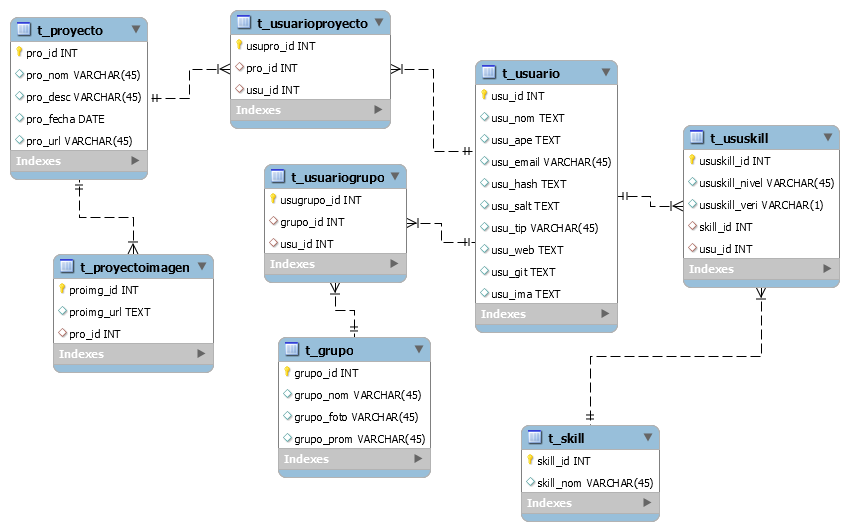 t_proyecto
pro_id INT
pro_nom VARCHAR(45)
pro_desc VARCHAR(45)
pro_fecha DATE
pro_url VARCHAR(45)
Indexes
t_usuarioproyecto
usupro_id INT
pro_id INT
usu_id INT
Indexes
t_usuario
usu_id INT
usu_nom TEXT
usu_ape TEXT
usu_email VARCHAR(45)
usu_hash TEXT
usu_salt TEXT
usu_tip VARCHAR(45)
usu_web TEXT
usu_git TEXT
usu_ima TEXT
Indexes
t_ususkill
ususkill_id INT
ususkill_nivel VARCHAR(45)
ususkill_veri VARCHAR(1)
skill_id INT
usu_id INT
Indexes
t_usuariogrupo
usugrupo_id INT
grupo_id INT
usu_id INT
Indexes
t_proyectoimagen
proimg_id INT
proimg_url TEXT
pro_id INT
Indexes
t_grupo
grupo_id INT
grupo_nom VARCHAR(45)
grupo_foto VARCHAR(45)
grupo_prom VARCHAR(45)
Indexes
t_skill
skill_id INT
skill_nom VARCHAR(45)
Indexes